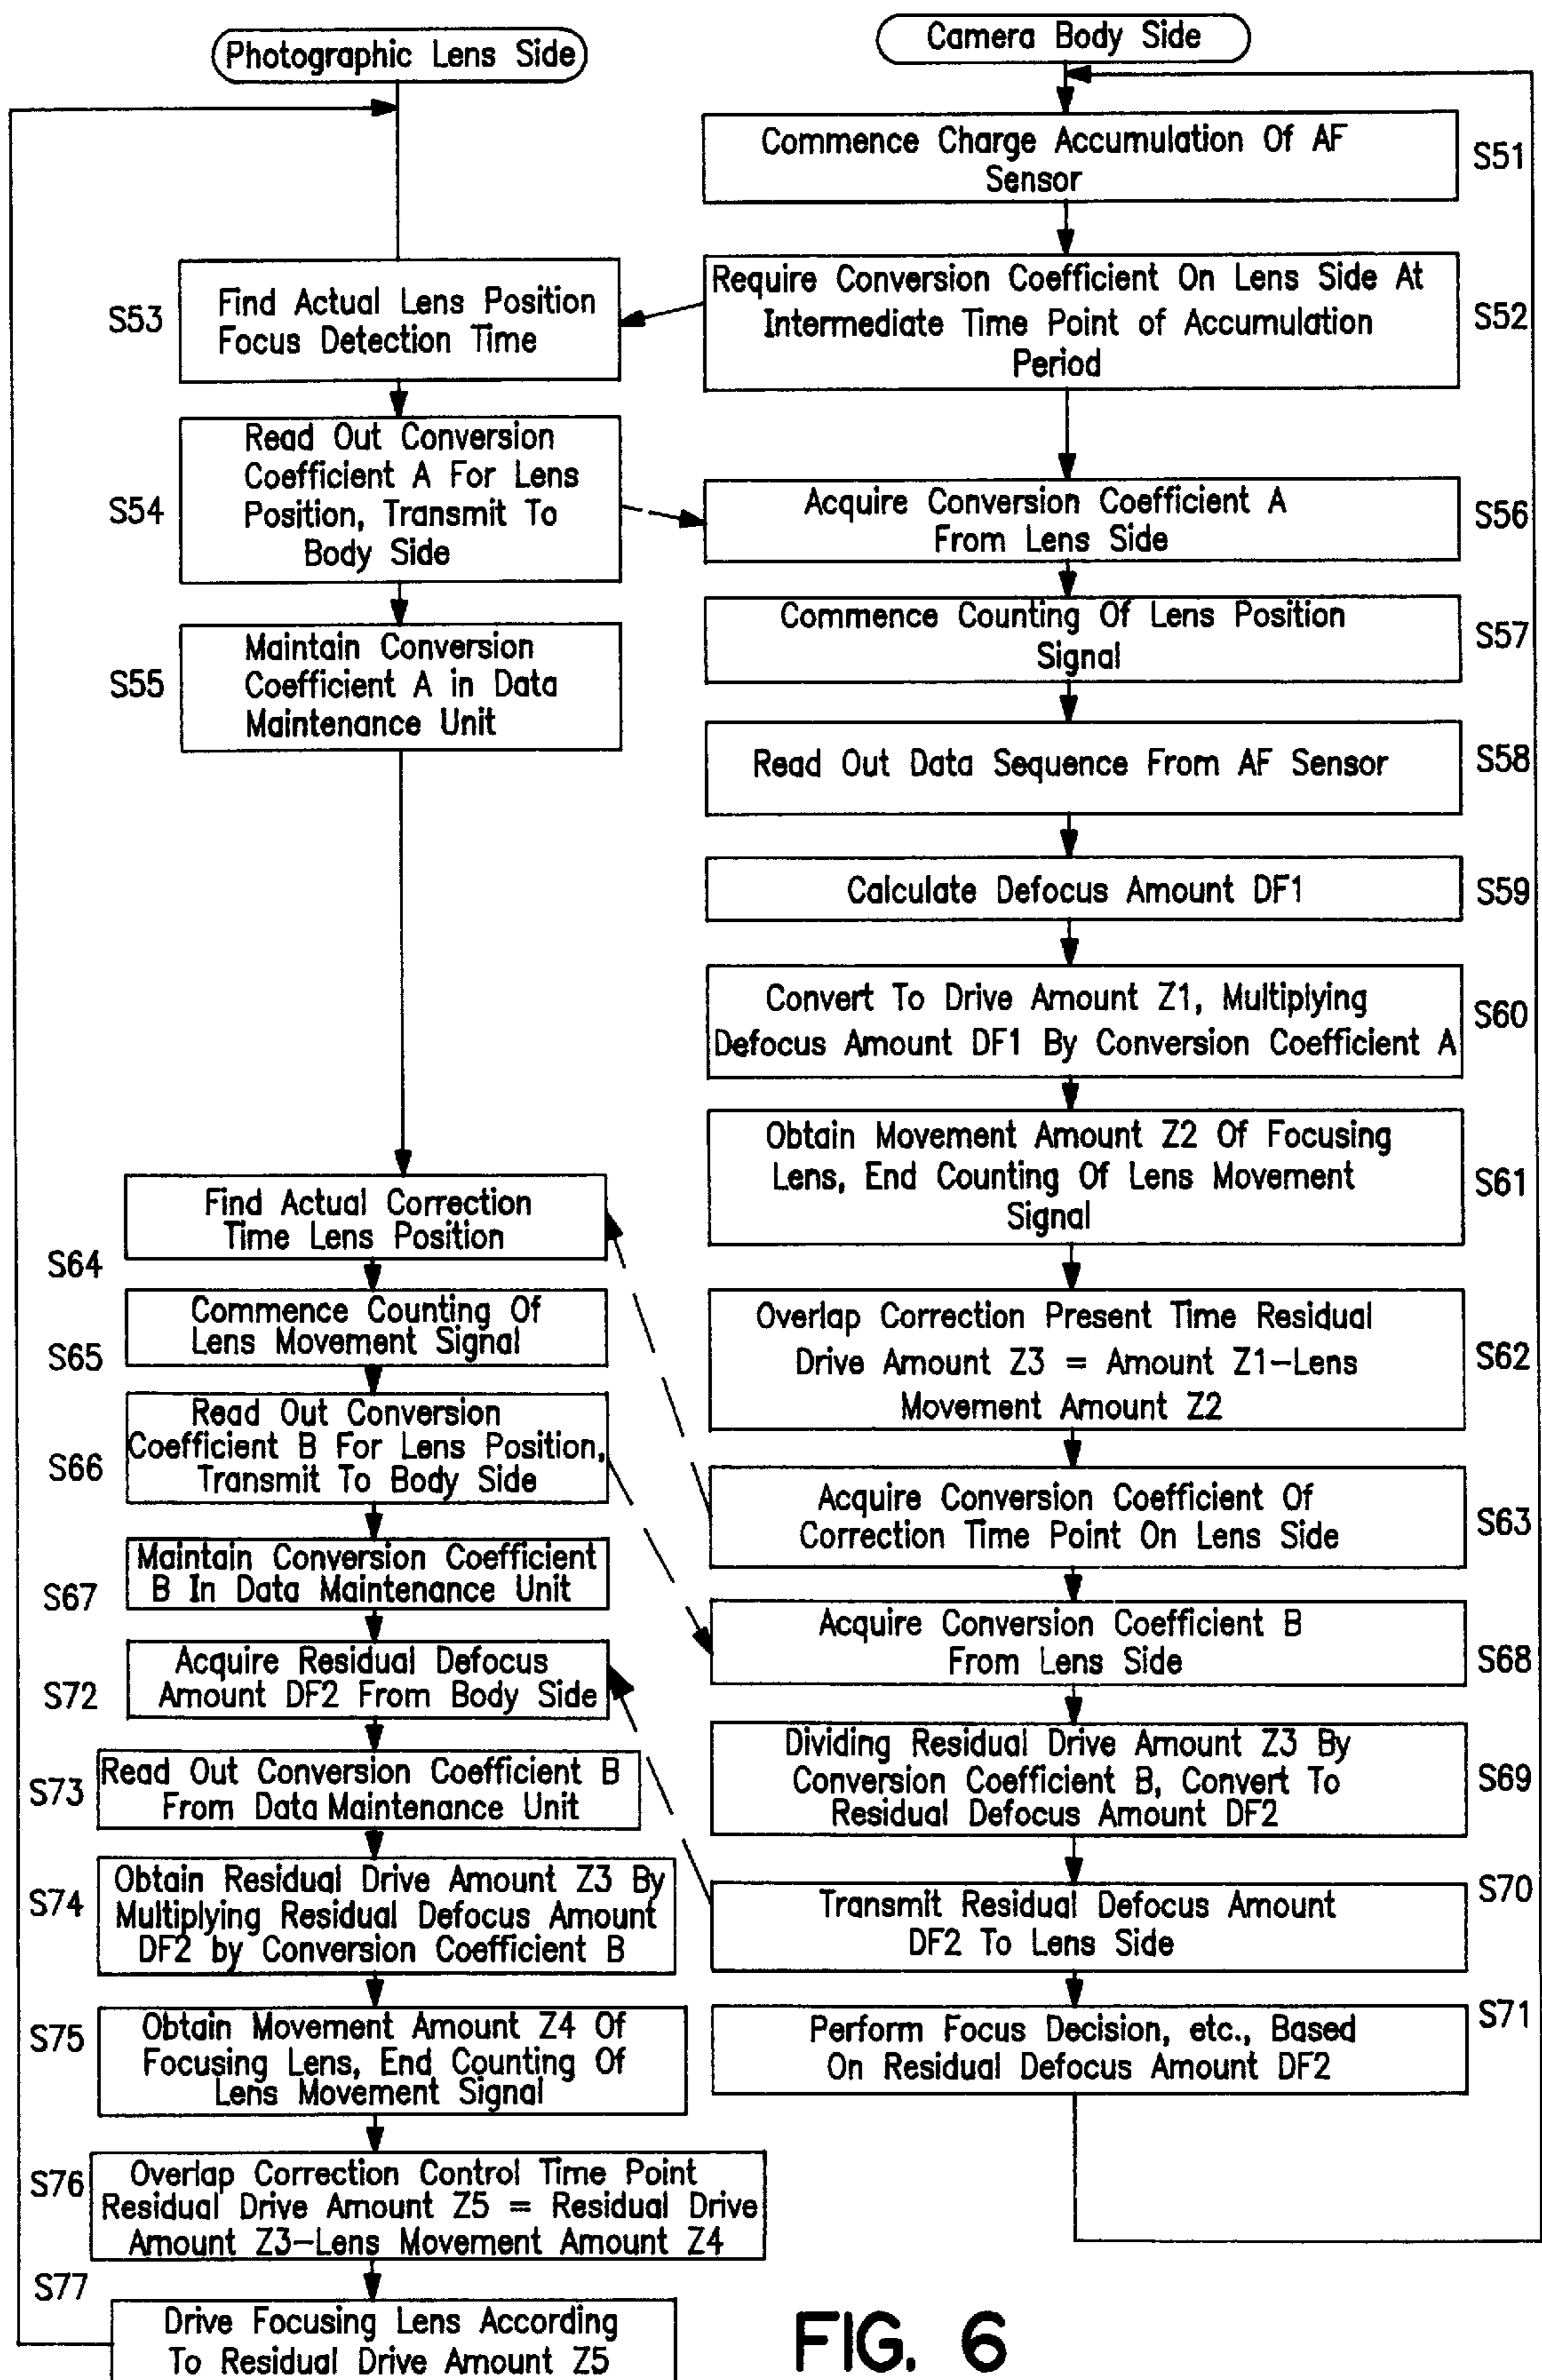 Photographic Lens Side
Camera Body Side
Commence Charge Accumulation Of AF
Sensor
S51
Require Conversion Coefficient On Lens Side At
Intermediate Time Point of Accumulation
Period
S52
S53
Find Actual Lens Position
Focus Detection Time
S54
Read Out Conversion
Coefficient A For Lens
Position, Transmit To
Body Side
S55
Maintain Conversion
Coefficient A in Data
Maintenance Unit
Acquire Conversion Coefficient A
From Lens Side
S56
Commence Counting Of Lens Position
Signal
S57
Read Out Data Sequence From AF Sensor
S58
Calculate Defocus Amount DF1
S59
Convert To Drive Amount Z1, Multiplying
Defocus Amount DF1 By Conversion Coefficient A
S60
Obtain Movement Amount Z2 Of Focusing
Lens, End Counting Of Lens Movement
Signal
S61
Overlap Correction Present Time Residual
Drive Amount Z3 = Amount Z1-Lens
Movement Amount Z2
S62
Acquire Conversion Coefficient Of
Correction Time Point On Lens Side
S63
Find Actual Correction
Time Lens Position
S64
Commence Counting Of
Lens Movement Signal
S65
Read Out Conversion
Coefficient B For Lens Position,
Transmit To Body Side
S66
Maintain Conversion Coefficient
B In Data Maintenance Unit
S67
Acquire Conversion Coefficient B
From Lens Side
S68
Dividing Residual Drive Amount Z3 By
Conversion Coefficient B, Convert To
Residual Defocus Amount DF2
S69
Transmit Residual Defocus Amount
DF2 To Lens Side
S70
Perform Focus Decision, etc., Based
On Residual Defocus Amount DF2
S71
Acquire Residual Defocus
Amount DF2 From Body Side
S72
Read Out Conversion Coefficient B
From Data Maintenance Unit
S73
Obtain Residual Drive Amount Z3 By
Multiplying Residual Defocus Amount
DF2 by Conversion Coefficient B
S74
Obtain Movement Amount Z4 Of
Focusing Lens, End Counting Of
Lens Movement Signal
S75
Overlap Correction Control Time Point
Residual Drive Amount Z5 = Residual Drive
Amount Z3-Lens Movement Amount Z4
S76
S77
Drive Focusing Lens According
To Residual Drive Amount Z5
FIG. 6